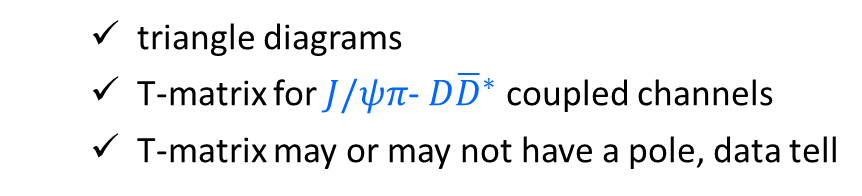 ✓ triangle diagrams
✓ T-matrix for J/ψπ- DD̅* coupled channels
✓ T-matrix may or may not have a pole, data tell